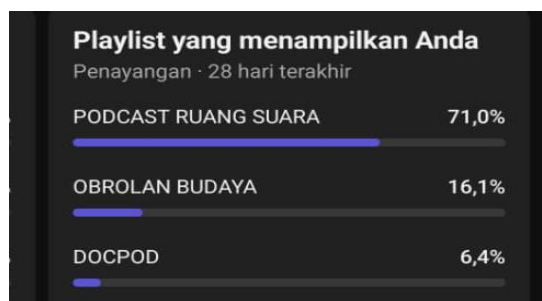 Playlist yang menampilkan Anda
Penayangan · 28 hari terakhir
PODCAST RUANG SUARA 71,0%
OBROLAN BUDAYA 16,1%
DOCPOD 6,4%